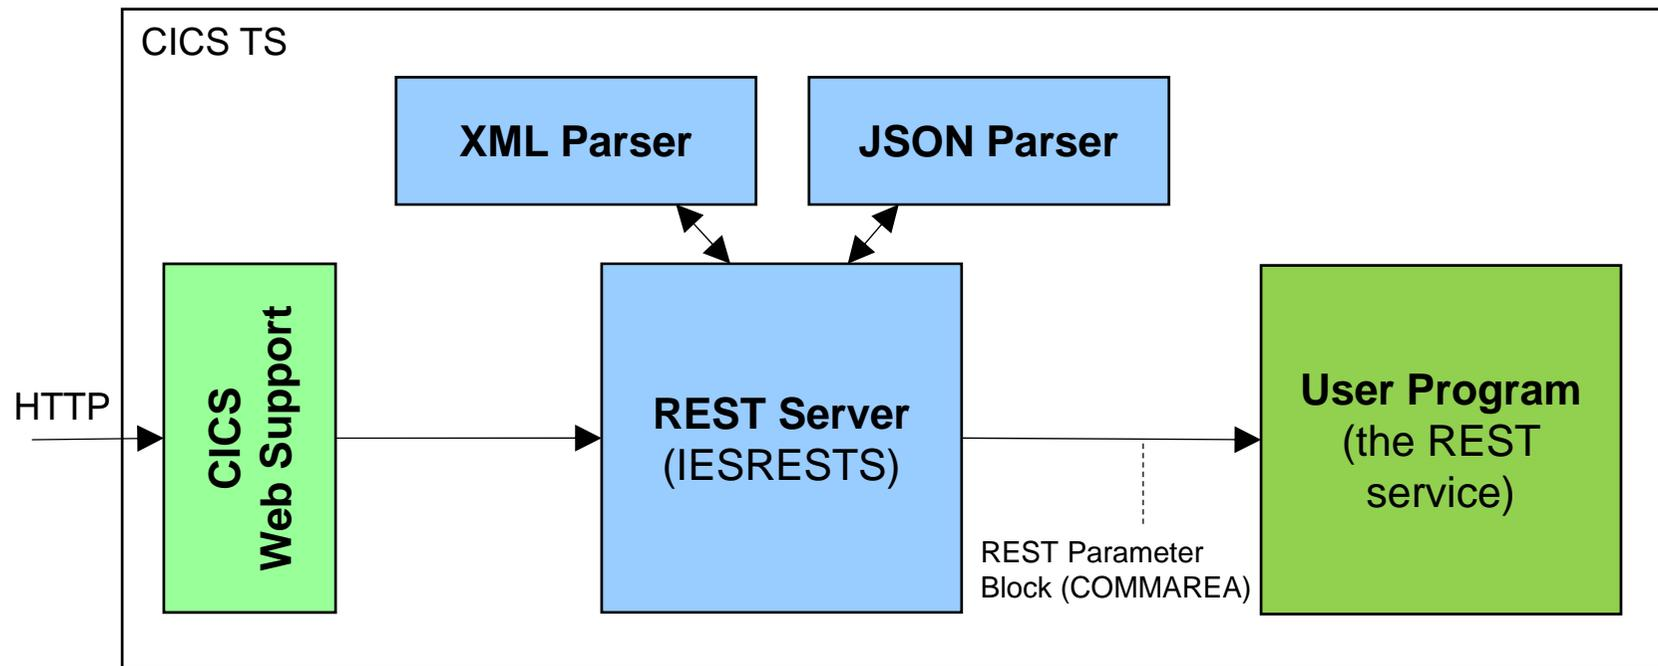 CICS TS
XML Parser
JSON Parser
HTTP
CICS
Web Support
REST Server
(IESRESTS)
REST Parameter
Block (COMMAREA)
User Program
(the REST
service)